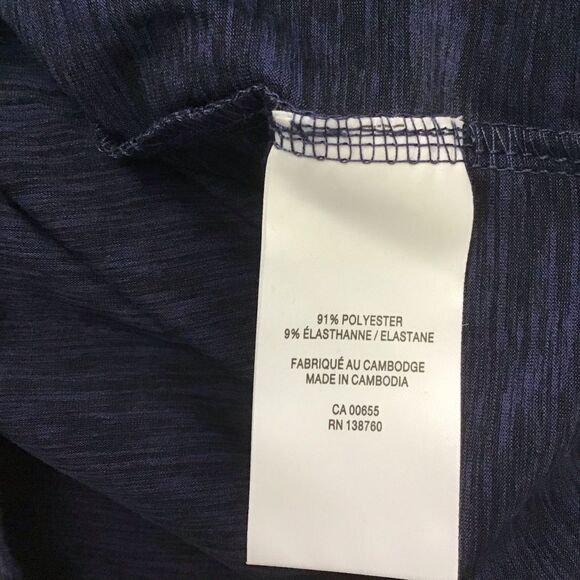 91% POLYESTER
9% ÉLASTHANNE / ELASTANE
FABRIQUÉ AU CAMBODGE
MADE IN CAMBODIA
CA 00655
RN 138760